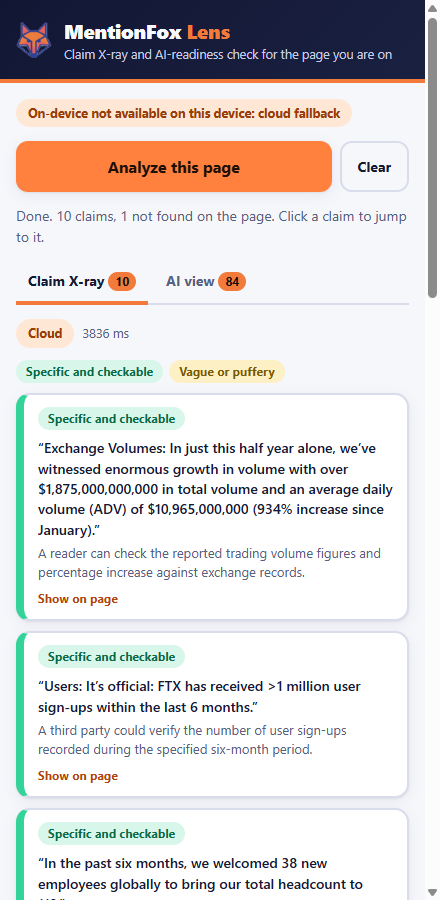 MentionFox Lens
Claim X-ray and AI-readiness check for the page you are on
On-device not available on this device: cloud fallback
Analyze this page
Clear
Done. 10 claims, 1 not found on the page. Click a claim to jump
to it.
Claim X-ray 10
AI view 84
Cloud 3836 ms
Specific and checkable
Vague or puffery
Specific and checkable
“Exchange Volumes: In just this half year alone, we’ve
witnessed enormous growth in volume with over
$1,875,000,000,000 in total volume and an average daily
volume (ADV) of $10,965,000,000 (934% increase since
January).”
A reader can check the reported trading volume figures and
percentage increase against exchange records.
Show on page
Specific and checkable
“Users: It’s official: FTX has received >1 million user
sign-ups within the last 6 months.”
A third party could verify the number of user sign-ups
recorded during the specified six-month period.
Show on page
Specific and checkable
“In the past six months, we welcomed 38 new
employees globally to bring our total headcount to